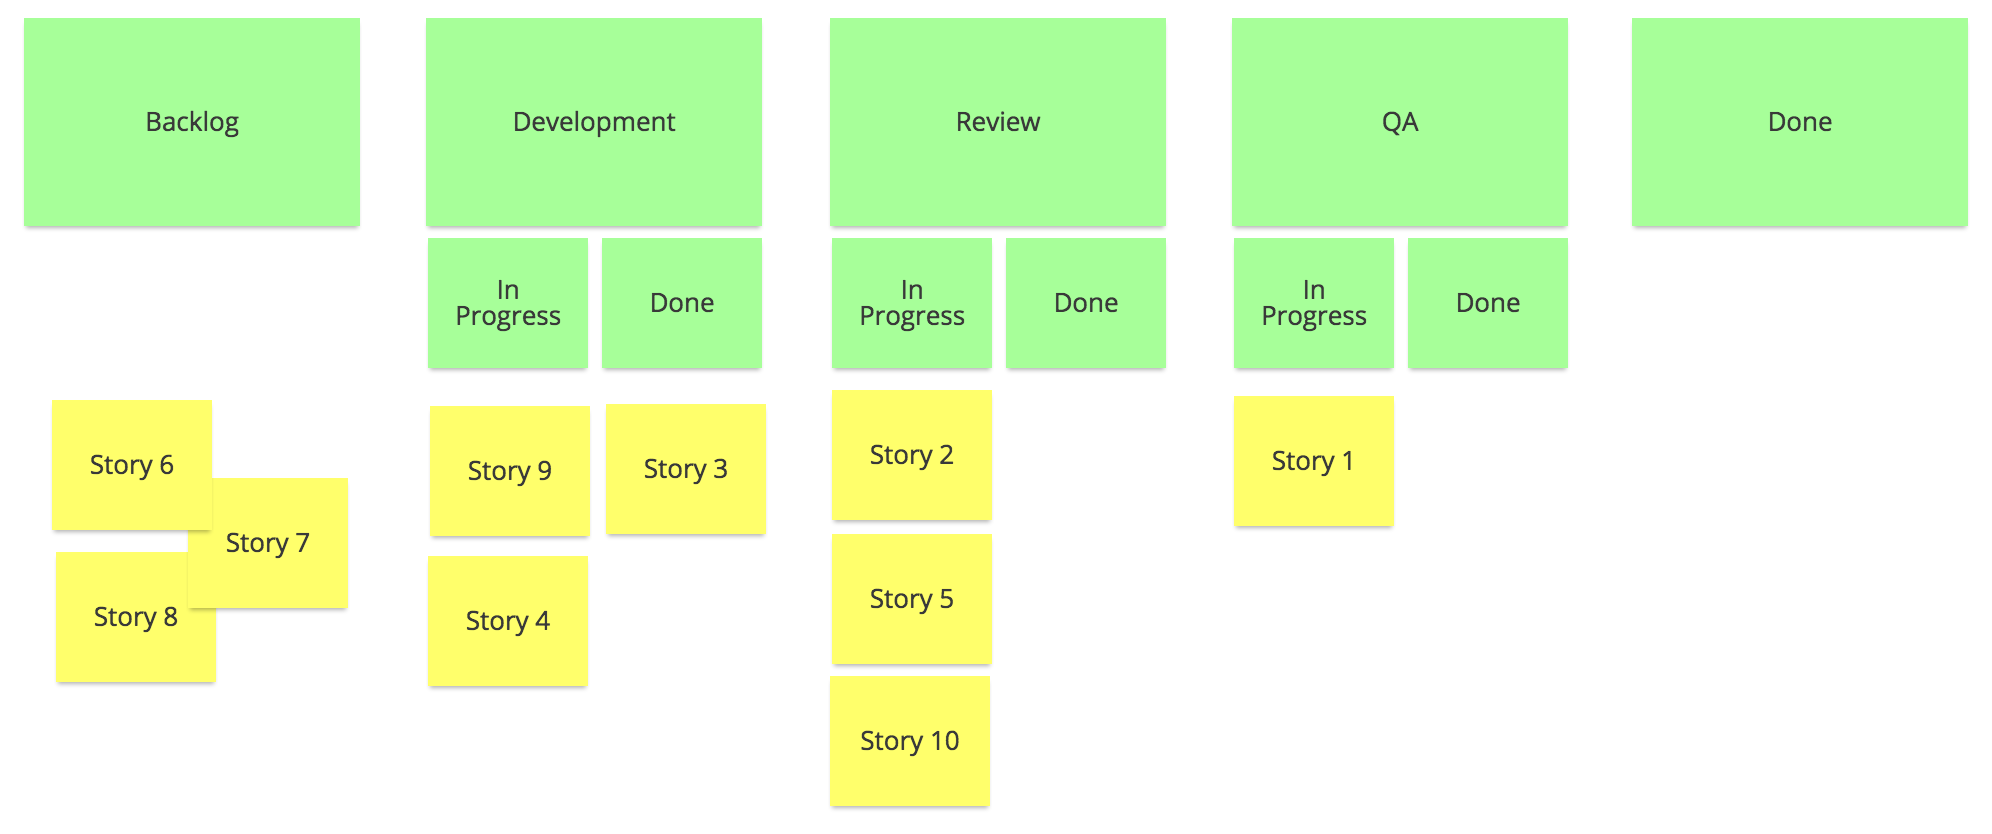 Backlog
Development
Review
QA
Done
In
Progress
Done
In
Progress
Done
In
Progress
Done
Story 6
Story 7
Story 8
Story 9
Story 4
Story 3
Story 2
Story 5
Story 10
Story 1